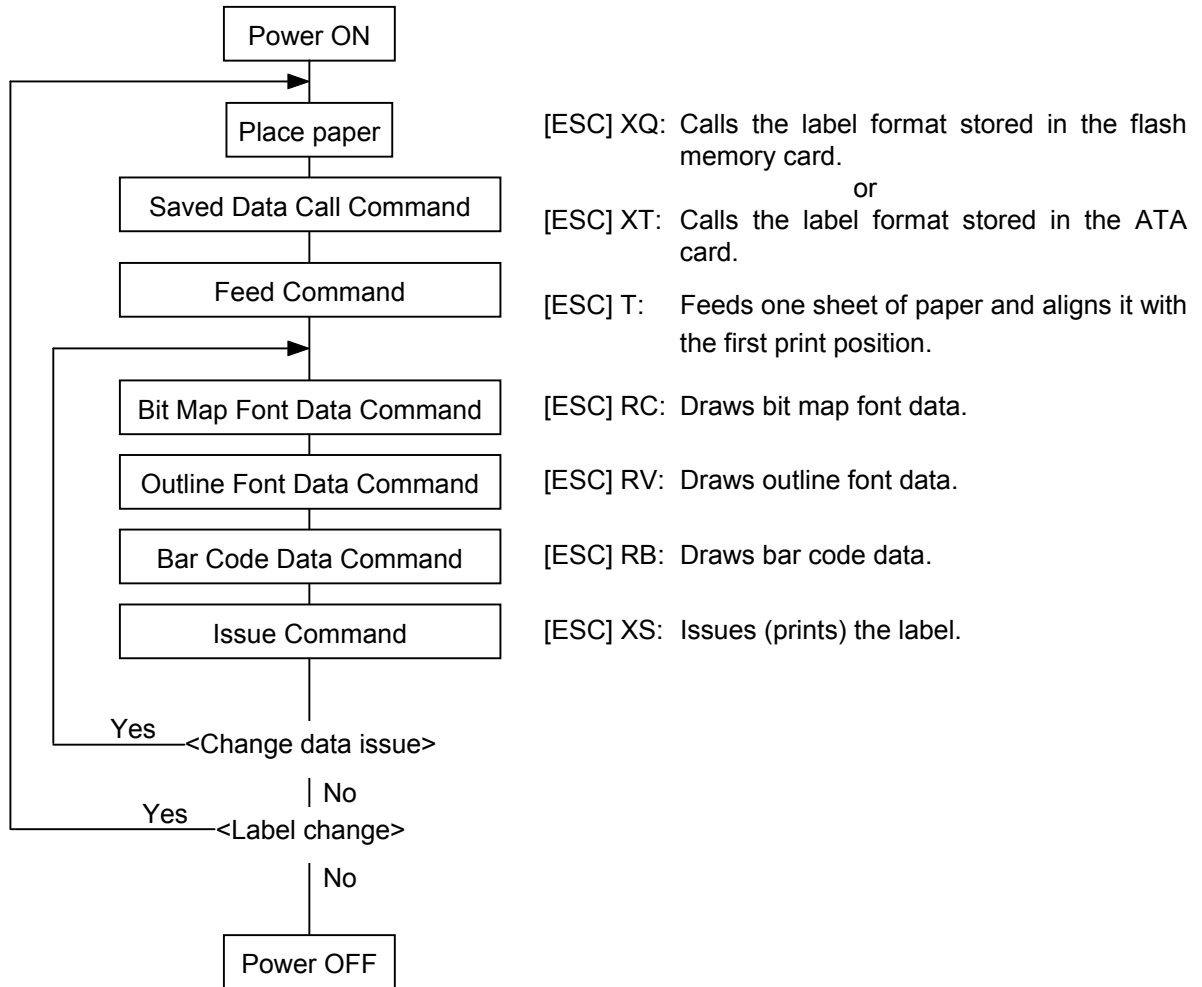 Power ON
Place paper
[ESC] XQ: Calls the label format stored in the flash
memory card.
or
Saved Data Call Command
[ESC] XT: Calls the label format stored in the ATA
card.
Feed Command
[ESC] T: Feeds one sheet of paper and aligns it with
the first print position.
Bit Map Font Data Command
[ESC] RC: Draws bit map font data.
Outline Font Data Command
[ESC] RV: Draws outline font data.
Bar Code Data Command
[ESC] RB: Draws bar code data.
Issue Command
[ESC] XS: Issues (prints) the label.
Yes
<Change data issue>
No
Yes
<Label change>
No
Power OFF